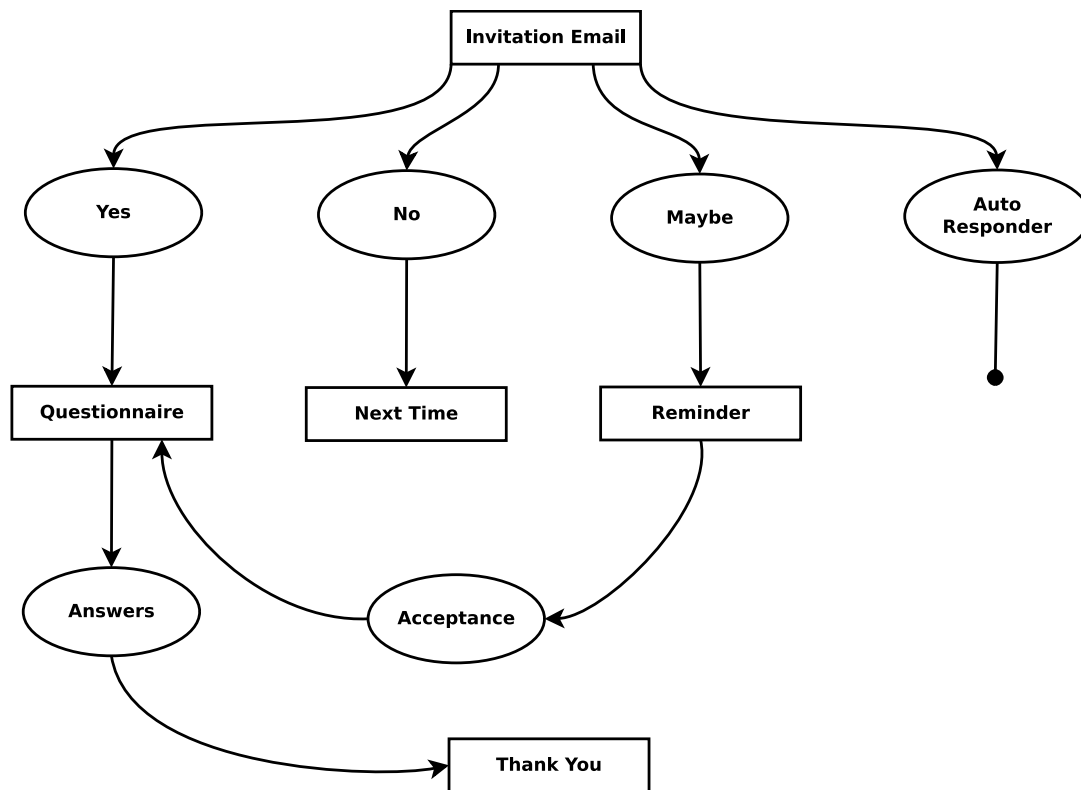 Invitation Email
Yes
No
Maybe
Auto
Responder
Questionnaire
Next Time
Reminder
Answers
Acceptance
Thank You